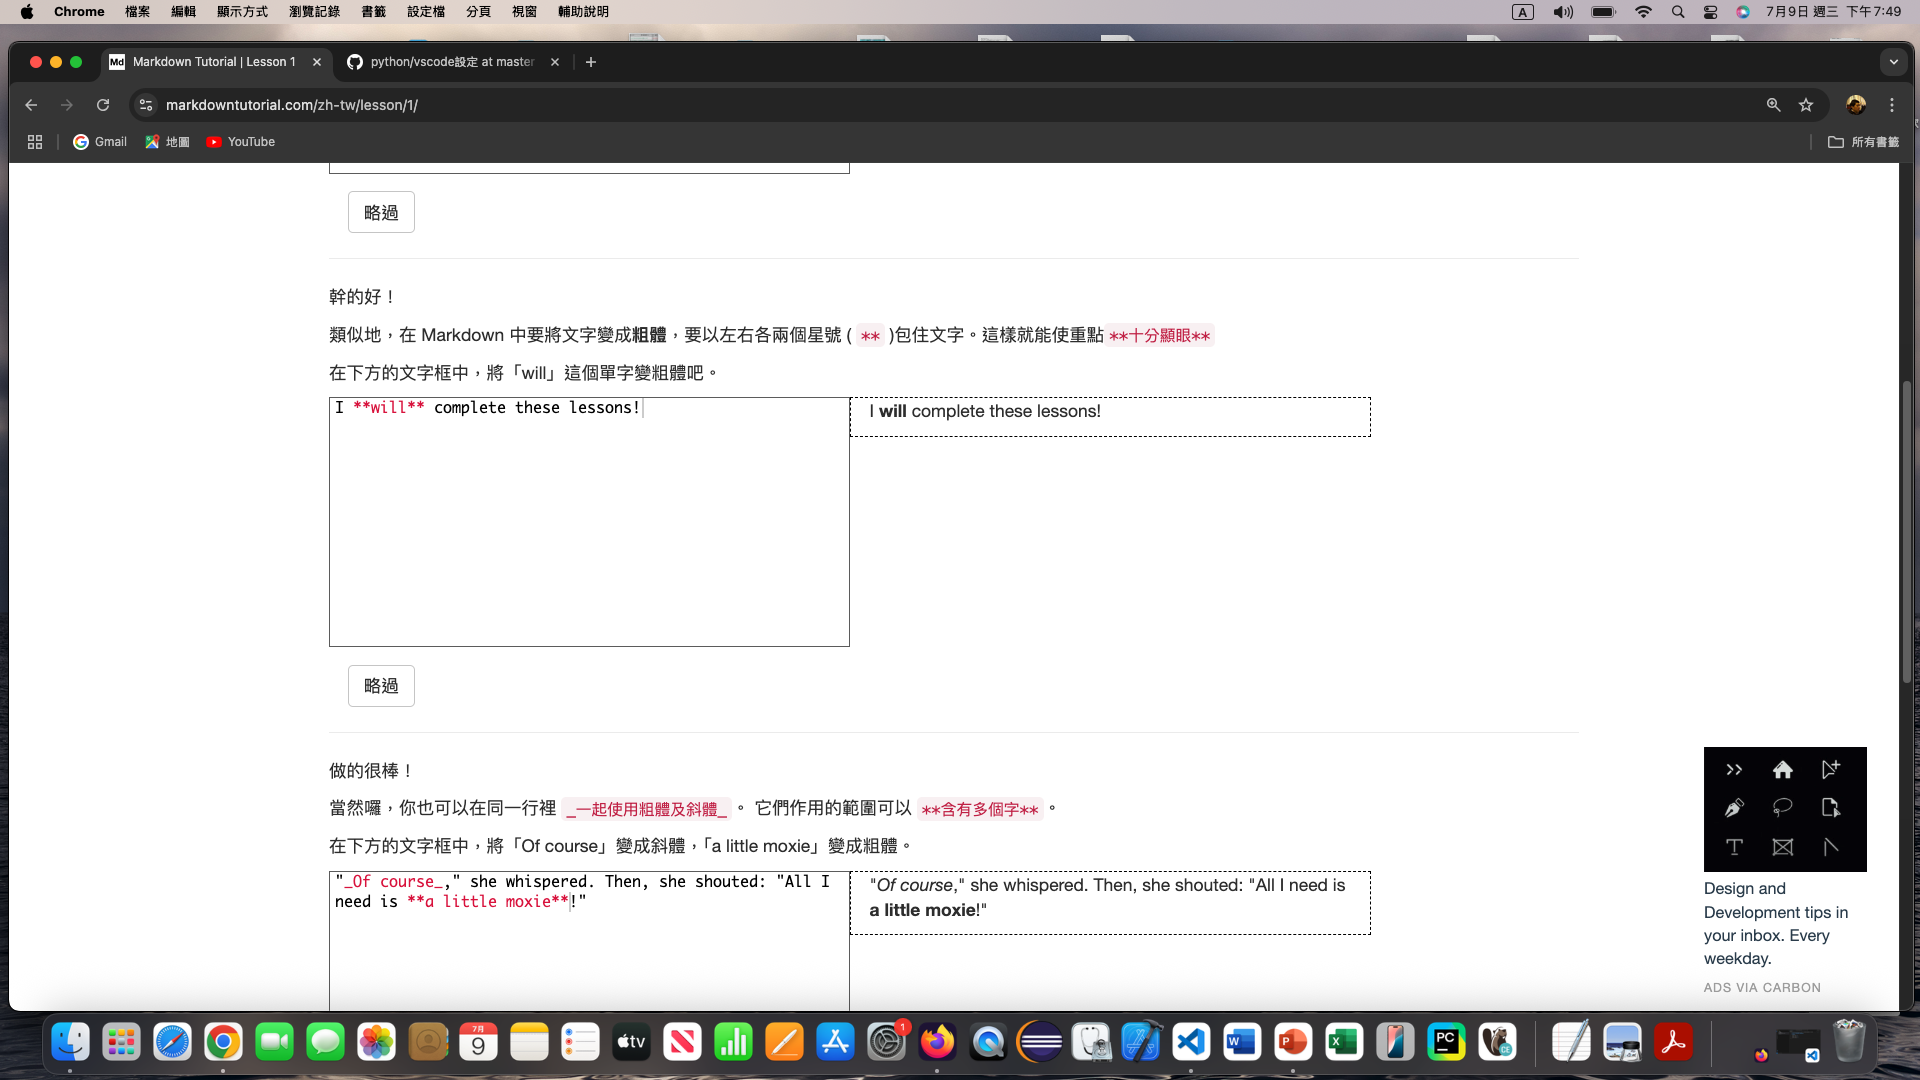 Chrome 檔案 編輯 顯示方式 瀏覽記錄 書籤 設定檔 分頁 視窗 輔助說明 A 7月9日 週三 下午7:49
Md Markdown Tutorial | Lesson 1 python/vscode設定 at master
markdowntutorial.com/zh-tw/lesson/1/
Gmail 地圖 YouTube 所有書籤
略過
幹的好！
類似地，在 Markdown 中要將文字變成粗體，要以左右各兩個星號 ( ** )包住文字。這樣就能使重點 **十分顯眼**
在下方的文字框中，將「will」這個單字變粗體吧。
I **will** complete these lessons!
I will complete these lessons!
略過
做的很棒！
當然囉，你也可以在同一行裡 _一起使用粗體及斜體_ 。 它們作用的範圍可以 **含有多個字** 。
在下方的文字框中，將「Of course」變成斜體，「a little moxie」變成粗體。
"_Of course_," she whispered. Then, she shouted: "All I
need is **a little moxie**!"
"Of course," she whispered. Then, she shouted: "All I need is
a little moxie!"
Design and
Development tips in
your inbox. Every
weekday.
ADS VIA CARBON
7月
9
tv
1
W
P
X
PC
CE